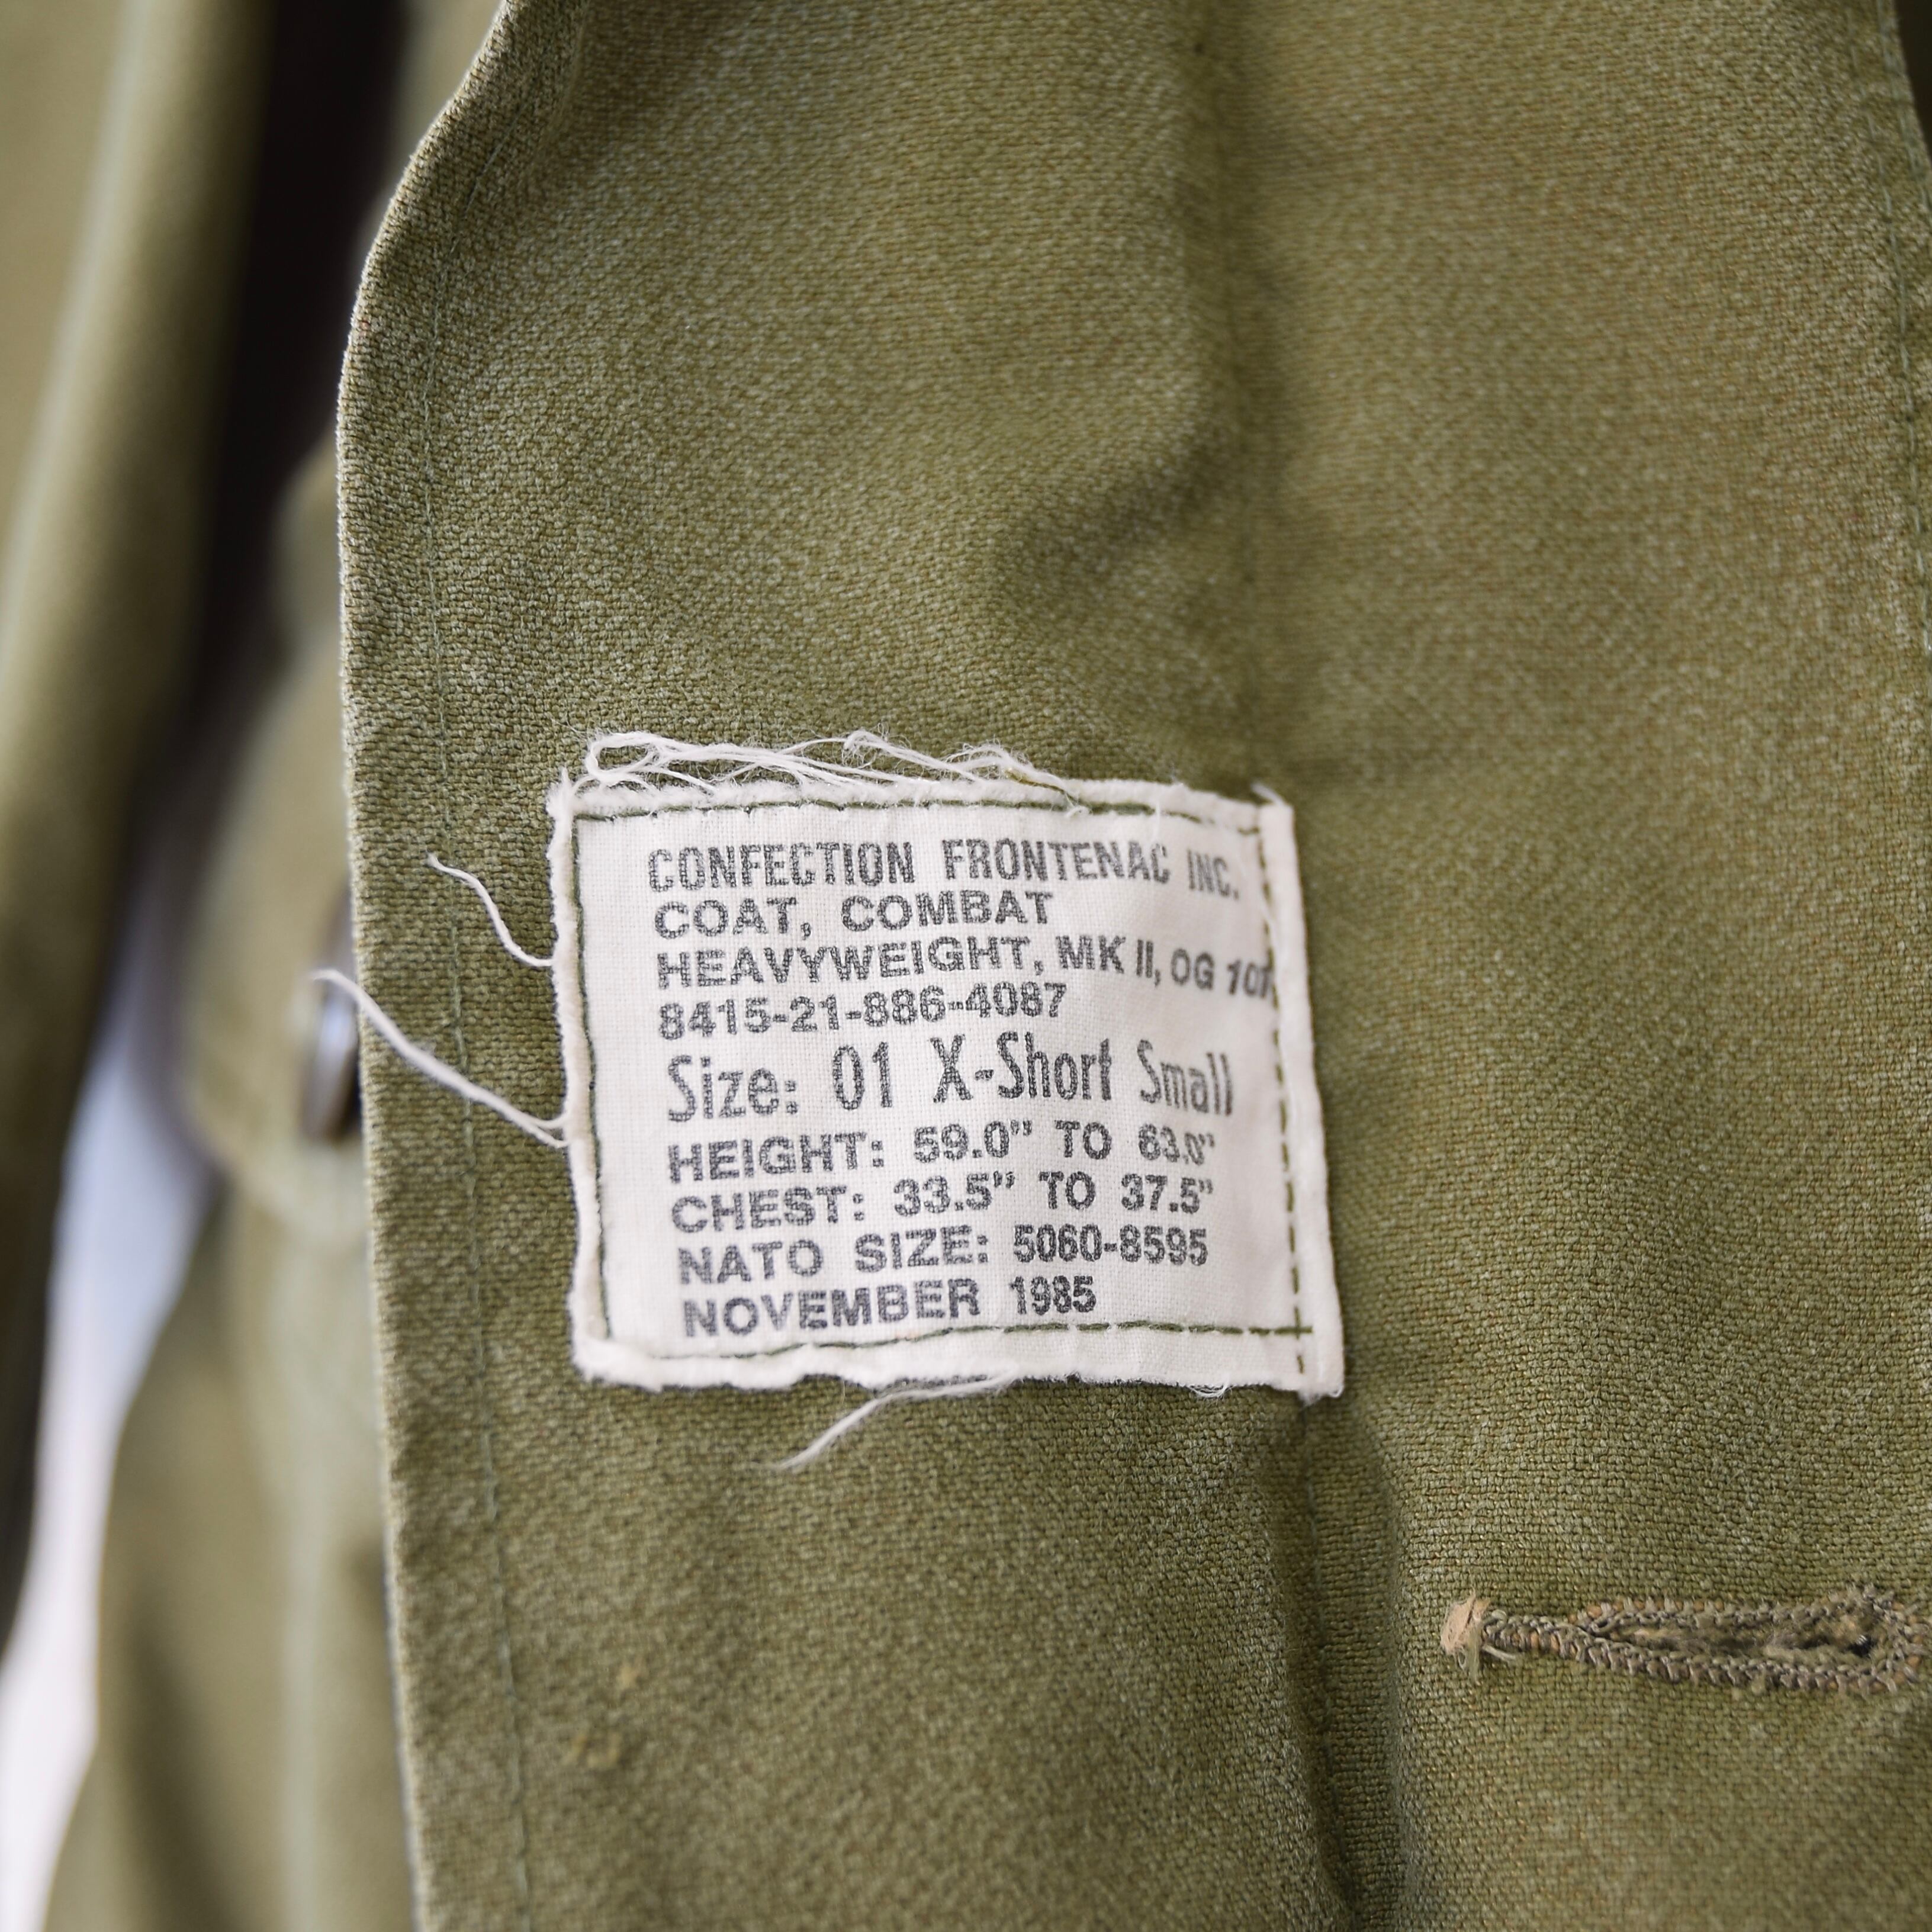 CONFECTION FRONTENAC INC.
COAT, COMBAT
HEAVYWEIGHT, MK II, OG 107
8415-21-886-4087
Size: 01 X-Short Small
HEIGHT: 59.0" TO 63.0"
CHEST: 33.5" TO 37.5"
NATO SIZE: 5060-8595
NOVEMBER 1985